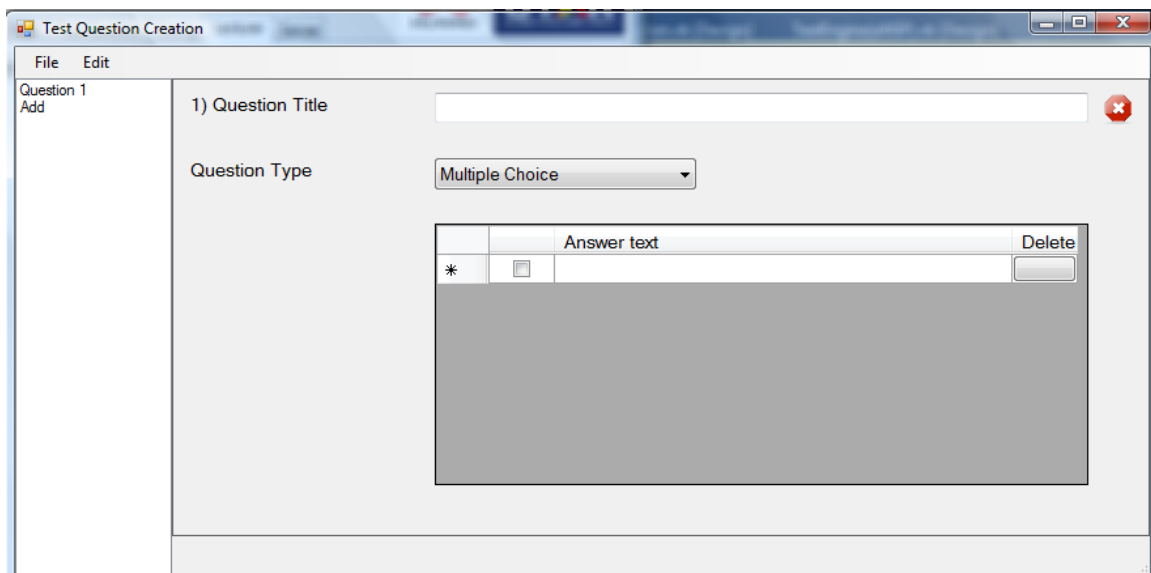 Test Question Creation
File Edit
Question 1
Add
1) Question Title
Question Type
Multiple Choice
Answer text Delete
*